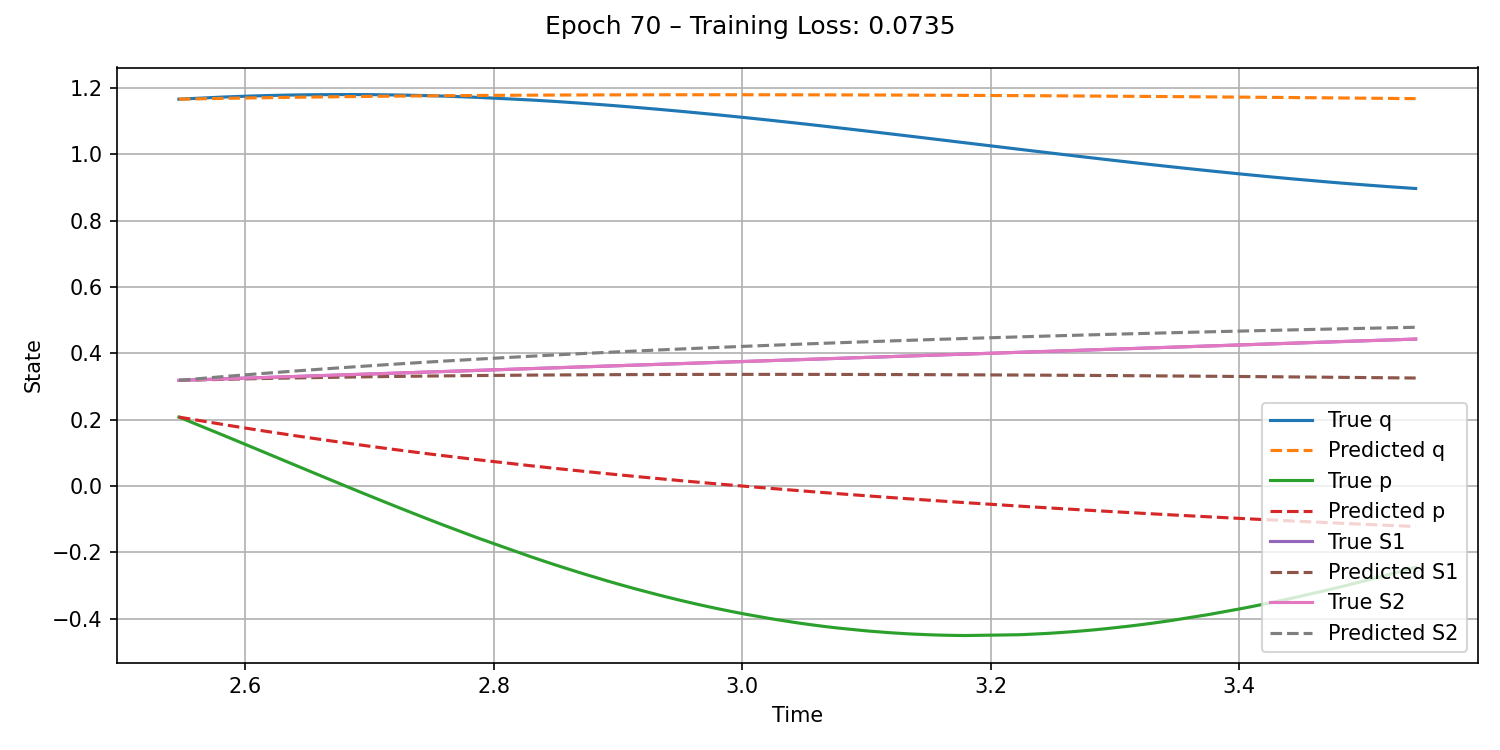 Epoch 70 – Training Loss: 0.0735
1.2
1.0
0.8
0.6
0.4
0.2
0.0
−0.2
−0.4
State
2.6 2.8 3.0 3.2 3.4
Time
True q
Predicted q
True p
Predicted p
True S1
Predicted S1
True S2
Predicted S2